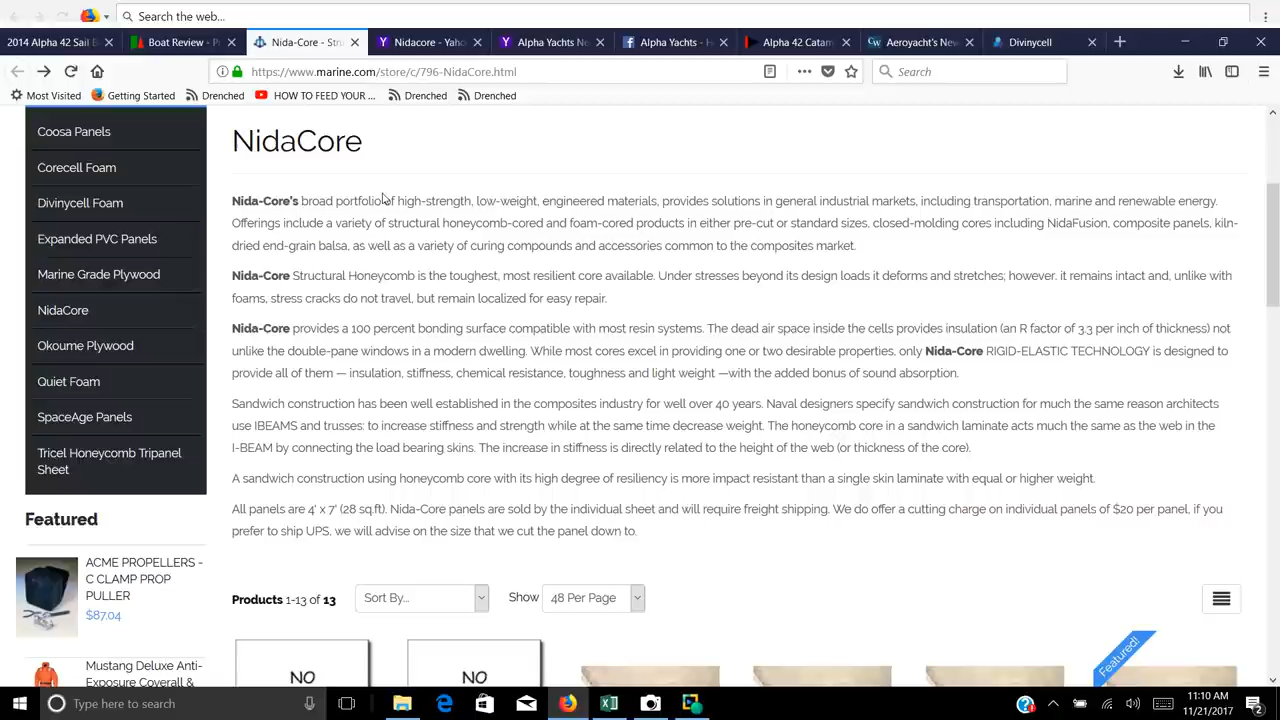 Search the web...
2014 Alpha 42 Sail B
Boat Review - P
Nida-Core - Struc
Nidacore - Yaho
Alpha Yachts Ne
Alpha Yachts - H
Alpha 42 Catam
Aeroyacht's New
Divinycell
https://www.marine.com/store/c/796-NidaCore.html
Search
Most Visited
Getting Started
Drenched
HOW TO FEED YOUR ...
Drenched
Drenched
Coosa Panels
Corecell Foam
Divinycell Foam
Expanded PVC Panels
Marine Grade Plywood
NidaCore
Okoume Plywood
Quiet Foam
SpaceAge Panels
Tricel Honeycomb Tripanel
Sheet
Featured
ACME PROPELLERS -
C CLAMP PROP
PULLER
$87.04
Mustang Deluxe Anti-
Exposure Coverall &
NidaCore
Nida-Core's broad portfolio of high-strength, low-weight, engineered materials, provides solutions in general industrial markets, including transportation, marine and renewable energy.
Offerings include a variety of structural honeycomb-cored and foam-cored products in either pre-cut or standard sizes, closed-molding cores including NidaFusion, composite panels, kiln-
dried end-grain balsa, as well as a variety of curing compounds and accessories common to the composites market.
Nida-Core Structural Honeycomb is the toughest, most resilient core available. Under stresses beyond its design loads it deforms and stretches; however. it remains intact and, unlike with
foams, stress cracks do not travel, but remain localized for easy repair.
Nida-Core provides a 100 percent bonding surface compatible with most resin systems. The dead air space inside the cells provides insulation (an R factor of 3.3 per inch of thickness) not
unlike the double-pane windows in a modern dwelling. While most cores excel in providing one or two desirable properties, only Nida-Core RIGID-ELASTIC TECHNOLOGY is designed to
provide all of them — insulation, stiffness, chemical resistance, toughness and light weight —with the added bonus of sound absorption.
Sandwich construction has been well established in the composites industry for well over 40 years. Naval designers specify sandwich construction for much the same reason architects
use IBEAMS and trusses: to increase stiffness and strength while at the same time decrease weight. The honeycomb core in a sandwich laminate acts much the same as the web in the
I-BEAM by connecting the load bearing skins. The increase in stiffness is directly related to the height of the web (or thickness of the core).
A sandwich construction using honeycomb core with its high degree of resiliency is more impact resistant than a single skin laminate with equal or higher weight.
All panels are 4' x 7' (28 sq.ft). Nida-Core panels are sold by the individual sheet and will require freight shipping. We do offer a cutting charge on individual panels of $20 per panel, if you
prefer to ship UPS, we will advise on the size that we cut the panel down to.
Products 1-13 of 13
Sort By...
Show
48 Per Page
NO
NO
Featured!
Type here to search
11:10 AM
11/21/2017
2